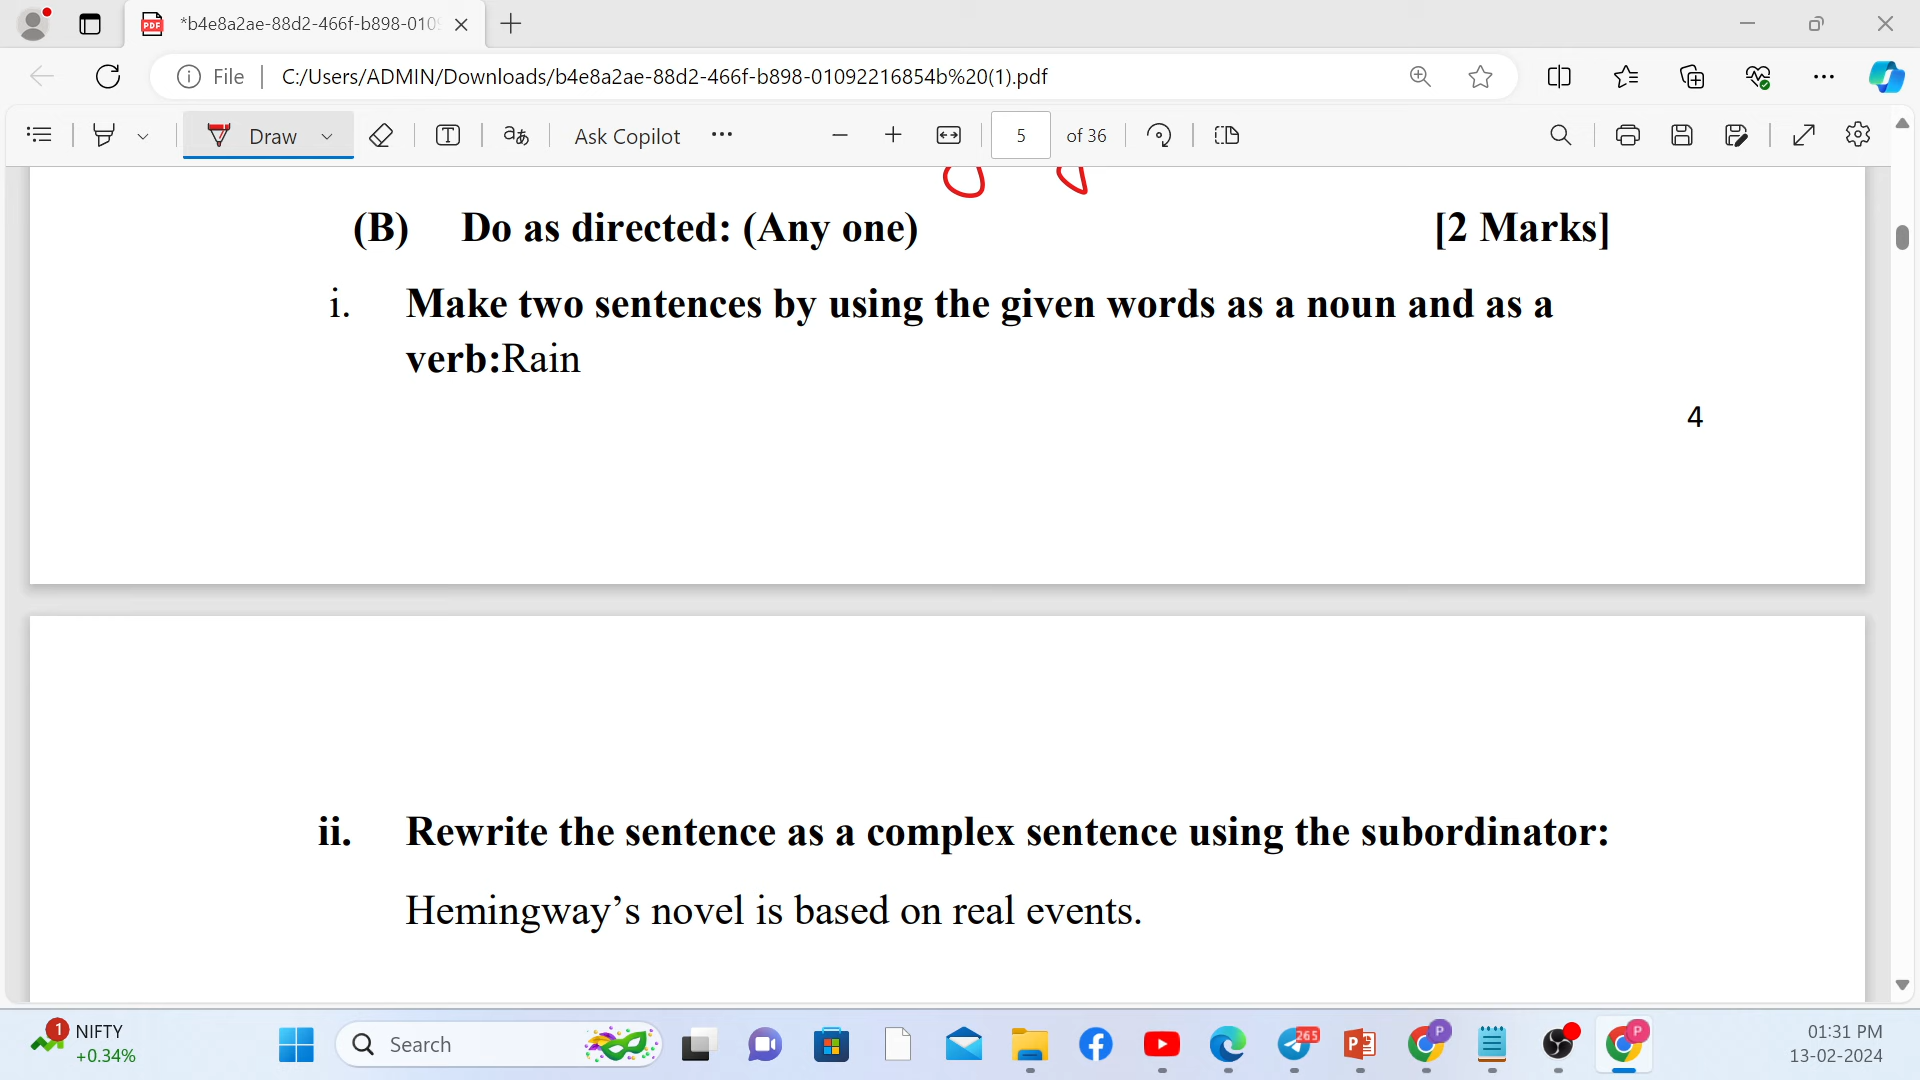 *b4e8a2ae-88d2-466f-b898-0109
File
C:/Users/ADMIN/Downloads/b4e8a2ae-88d2-466f-b898-01092216854b%20(1).pdf
Draw
Ask Copilot
5 of 36
(B) Do as directed: (Any one) [2 Marks]
i. Make two sentences by using the given words as a noun and as a
verb:Rain
4
ii. Rewrite the sentence as a complex sentence using the subordinator:
Hemingway’s novel is based on real events.
1 NIFTY
+0.34%
Search
265
01:31 PM
13-02-2024